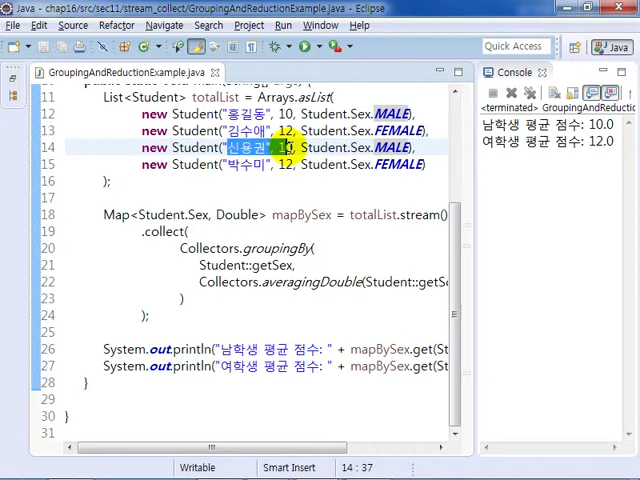 Java - chap16/src/sec11/stream_collect/GroupingAndReductionExample.java - Eclipse
File Edit Source Refactor Navigate Search Project Run Window Help
Quick Access Java
GroupingAndReductionExample.java
Console
<terminated> GroupingAndReductio
학생 평균 점수: 10.0
여학생 평균 점수: 12.0
11 List<Student> totalList = Arrays.asList(
12 new Student("홍길동", 10, Student.Sex.MALE),
13 new Student("김수애", 12, Student.Sex.FEMALE),
14 new Student("신용권", 10, Student.Sex.MALE),
15 new Student("박수미", 12, Student.Sex.FEMALE)
16 );
17
18 Map<Student.Sex, Double> mapBySex = totalList.stream()
19 .collect(
20 Collectors.groupingBy(
21 Student::getSex,
22 Collectors.averagingDouble(Student::getSc
23 )
24 );
25
26 System.out.println("남학생 평균 점수: " + mapBySex.get(St
27 System.out.println("여학생 평균 점수: " + mapBySex.get(St
28 }
29
30 }
31
Writable Smart Insert 14 : 37